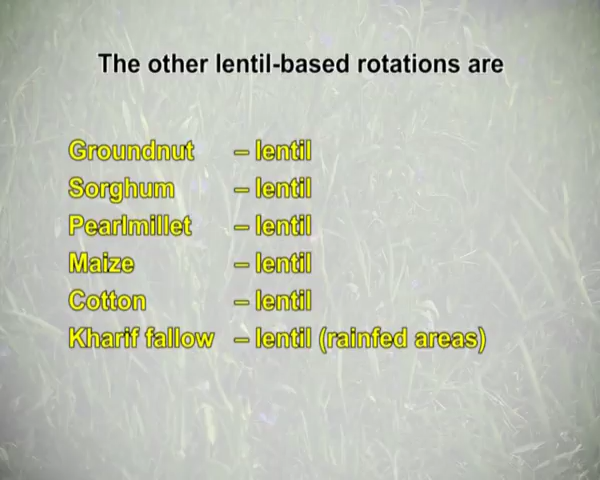 The other lentil-based rotations are
Groundnut – lentil
Sorghum – lentil
Pearlmillet – lentil
Maize – lentil
Cotton – lentil
Kharif fallow – lentil (rainfed areas)